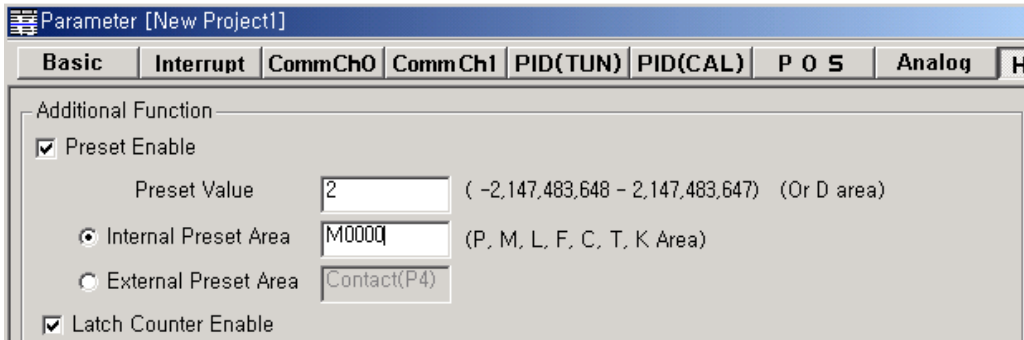 Parameter [New Project1]
Basic Interrupt CommCh0 CommCh1 PID(TUN) PID(CAL) P O S Analog H
Additional Function
Preset Enable
Preset Value 2 ( -2,147,483,648 - 2,147,483,647) (Or D area)
Internal Preset Area M0000 (P, M, L, F, C, T, K Area)
External Preset Area Contact(P4)
Latch Counter Enable